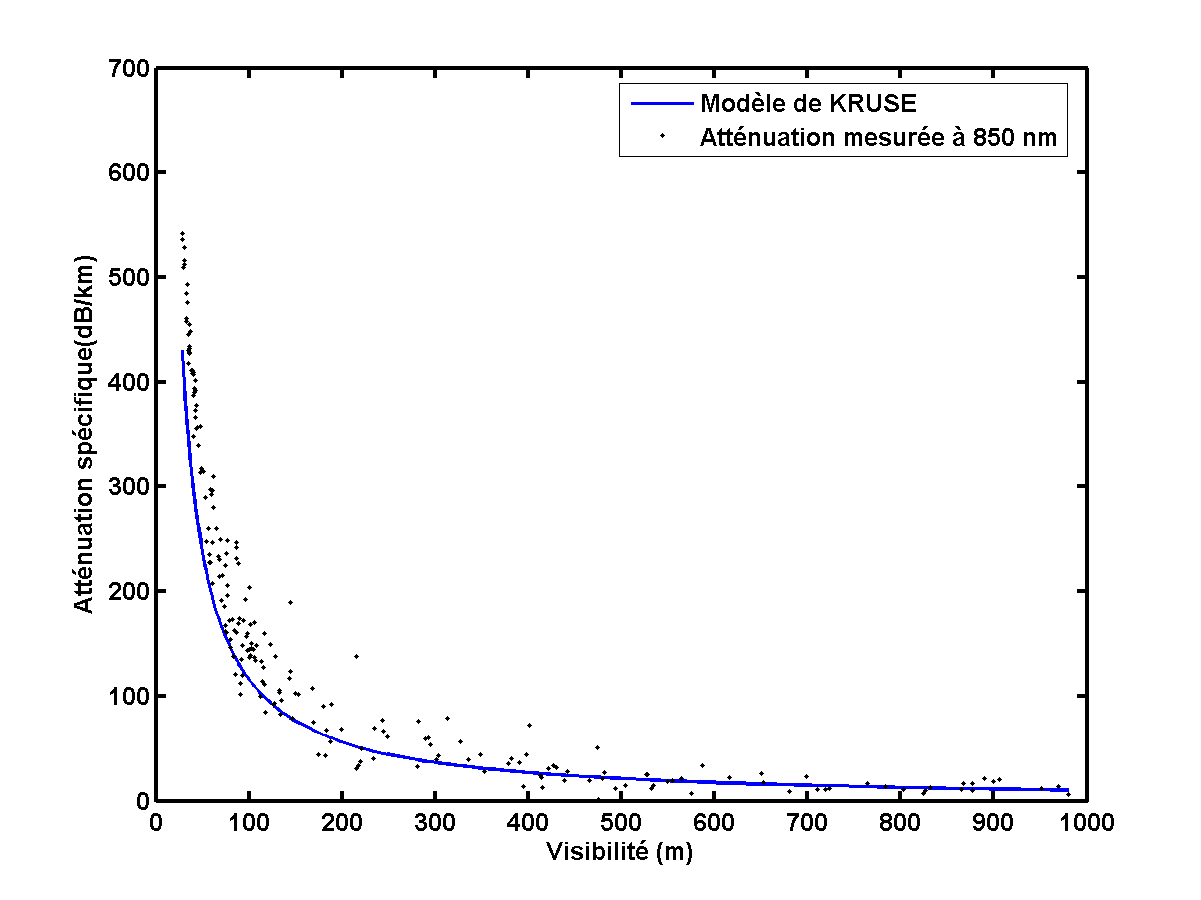 Modèle de KRUSE
Atténuation mesurée à 850 nm
Atténuation spécifique(dB/km)
700
600
500
400
300
200
100
0
0 100 200 300 400 500 600 700 800 900 1000
Visibilité (m)